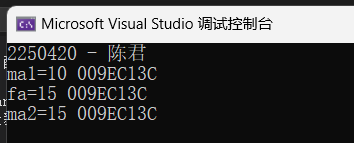 Microsoft Visual Studio 调试控制台
2250420 - 陈君
ma1=10 009EC13C
fa=15 009EC13C
ma2=15 009EC13C